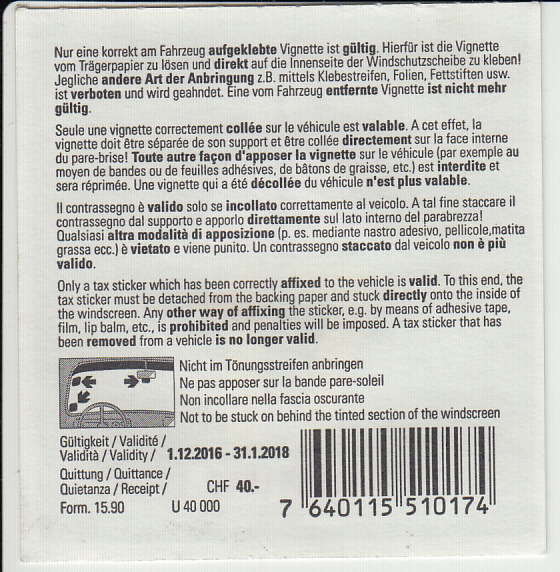 Nur eine korrekt am Fahrzeug aufgeklebte Vignette ist gültig. Hierfür ist die Vignette
vom Trägerpapier zu lösen und direkt auf die Innenseite der Windschutzscheibe zu kleben!
Jegliche andere Art der Anbringung z.B. mittels Klebestreifen, Folien, Fettstiften usw.
ist verboten und wird geahndet. Eine vom Fahrzeug entfernte Vignette ist nicht mehr
gültig.
Seule une vignette correctement collée sur le véhicule est valable. A cet effet, la
vignette doit être séparée de son support et être collée directement sur la face interne
du pare-brise! Toute autre façon d'apposer la vignette sur le véhicule (par exemple au
moyen de bandes ou de feuilles adhésives, de bâtons de graisse, etc.) est interdite et
sera réprimée. Une vignette qui a été décollée du véhicule n'est plus valable.
Il contrassegno è valido solo se incollato correttamente al veicolo. A tal fine staccare il
contrassegno dal supporto e apporlo direttamente sul lato interno del parabrezza!
Qualsiasi altra modalità di apposizione (p. es. mediante nastro adesivo, pellicole,matita
grassa ecc.) è vietato e viene punito. Un contrassegno staccato dal veicolo non è più
valido.
Only a tax sticker which has been correctly affixed to the vehicle is valid. To this end, the
tax sticker must be detached from the backing paper and stuck directly onto the inside of
the windscreen. Any other way of affixing the sticker, e.g. by means of adhesive tape,
film, lip balm, etc., is prohibited and penalties will be imposed. A tax sticker that has
been removed from a vehicle is no longer valid.
Nicht im Tönungsstreifen anbringen
Ne pas apposer sur la bande pare-soleil
Non incollare nella fascia oscurante
Not to be stuck on behind the tinted section of the windscreen
Gültigkeit / Validité /
Validità / Validity / 1.12.2016 - 31.1.2018
Quittung / Quittance /
Quietanza / Receipt / CHF 40.-
Form. 15.90 U 40 000
7 640115 510174